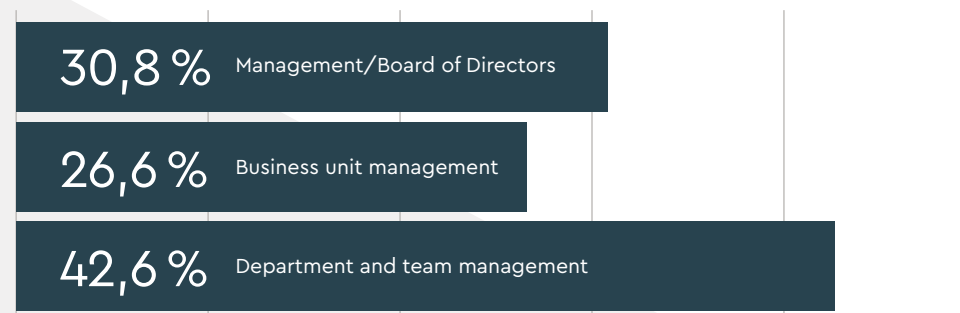 30,8 % Management/Board of Directors
26,6 % Business unit management
42,6 % Department and team management